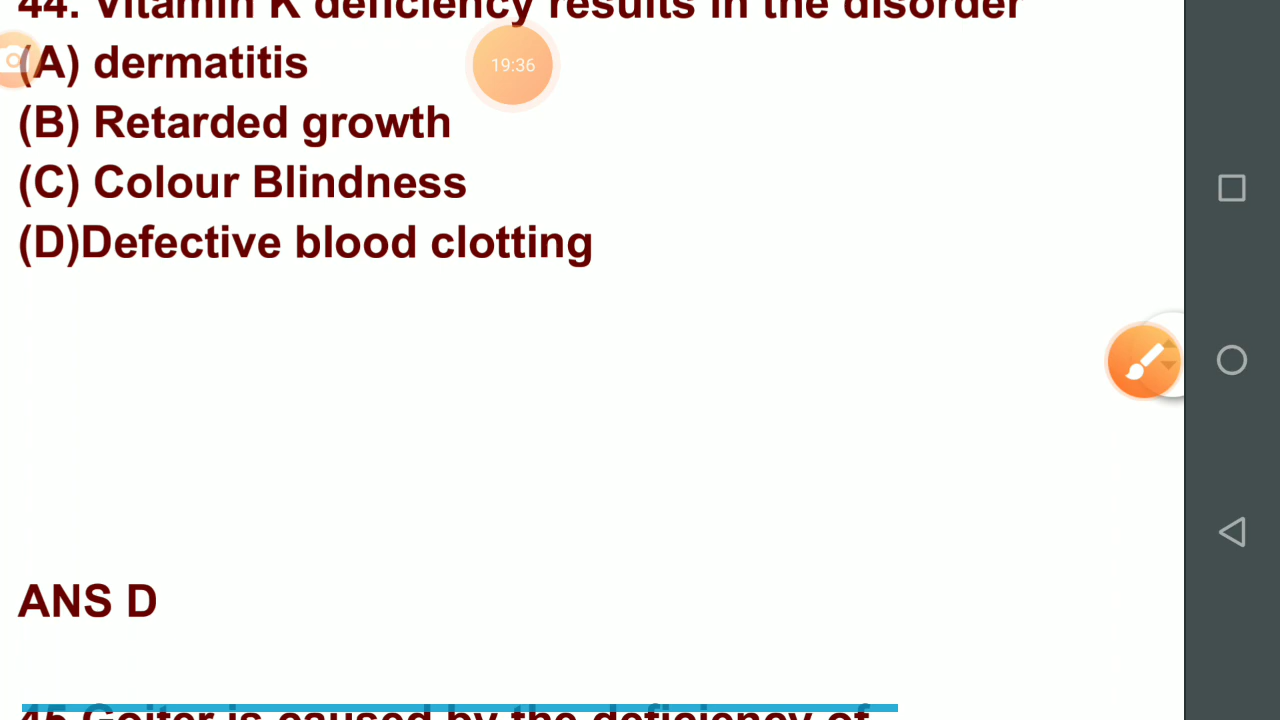 44. Vitamin K deficiency results in the disorder
(A) dermatitis
19:36
(B) Retarded growth
(C) Colour Blindness
(D)Defective blood clotting
ANS D
45 Goiter is caused by the deficiency of